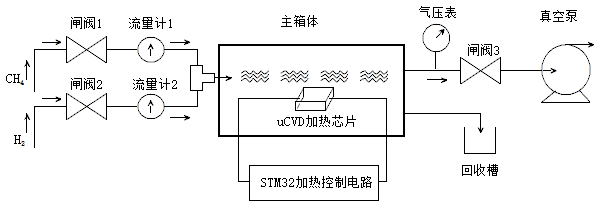 闸阀1
流量计1
主箱体
气压表
真空泵
CH4
闸阀2
流量计2
闸阀3
H2
uCVD加热芯片
回收槽
STM32加热控制电路